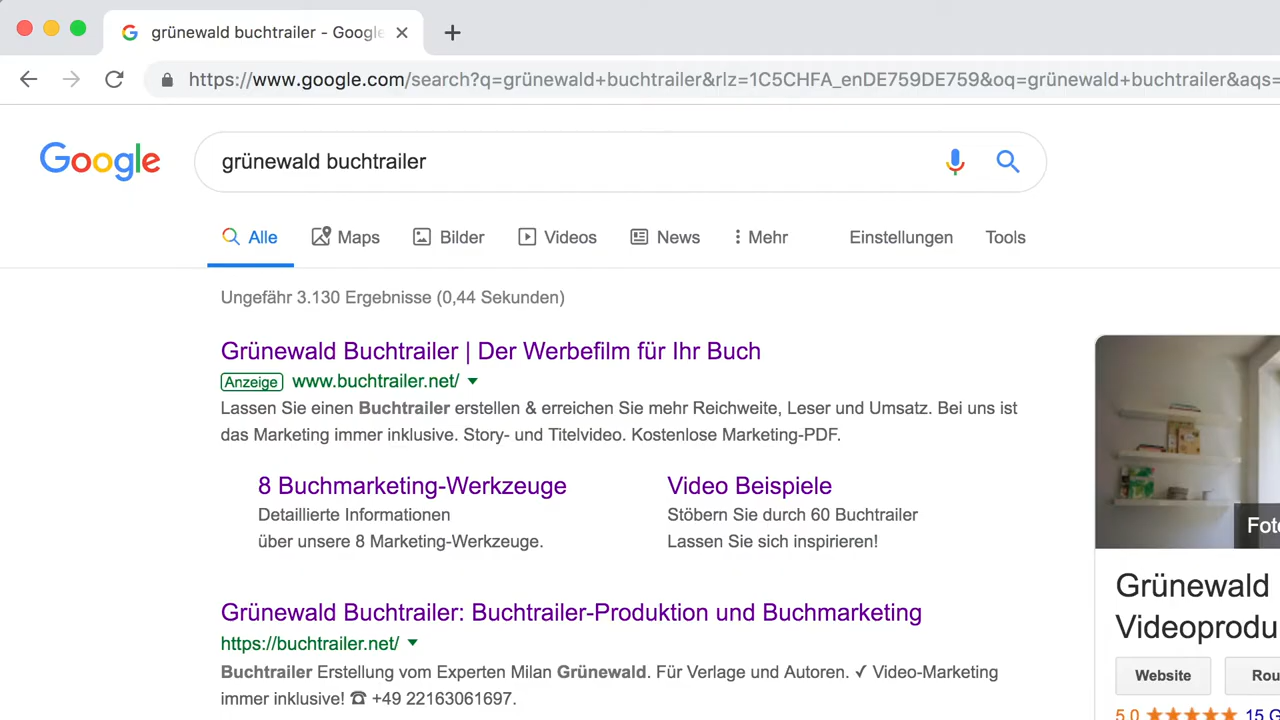 grünewald buchtrailer - Google
https://www.google.com/search?q=grünewald+buchtrailer&rlz=1C5CHFA_enDE759DE759&oq=grünewald+buchtrailer&aqs=
Google
grünewald buchtrailer
Alle Maps Bilder Videos News Mehr Einstellungen Tools
Ungefähr 3.130 Ergebnisse (0,44 Sekunden)
Grünewald Buchtrailer | Der Werbefilm für Ihr Buch
Anzeige www.buchtrailer.net/
Lassen Sie einen Buchtrailer erstellen & erreichen Sie mehr Reichweite, Leser und Umsatz. Bei uns ist
das Marketing immer inklusive. Story- und Titelvideo. Kostenlose Marketing-PDF.
8 Buchmarketing-Werkzeuge
Detaillierte Informationen
über unsere 8 Marketing-Werkzeuge.
Video Beispiele
Stöbern Sie durch 60 Buchtrailer
Lassen Sie sich inspirieren!
Grünewald Buchtrailer: Buchtrailer-Produktion und Buchmarketing
https://buchtrailer.net/
Buchtrailer Erstellung vom Experten Milan Grünewald. Für Verlage und Autoren. ✓ Video-Marketing
immer inklusive! ☎ +49 22163061697.
Foto
Grünewald
Videoprodu
Website Rou
5,0 ★★★★★ 15 G